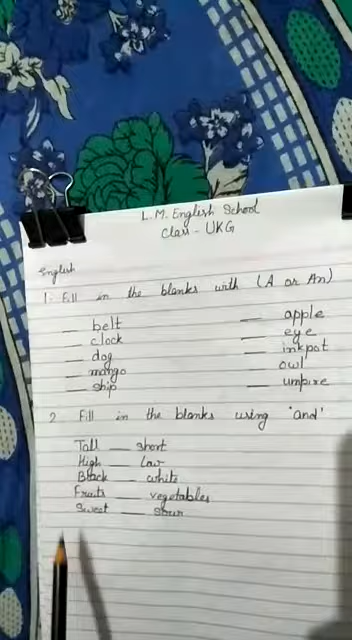 L.M. English School
Class - UKG
English
1. Fill in the blanks with (A or An)
___ belt ___ apple
___ clock ___ eye
___ dog ___ inkpot
___ mango ___ owl
___ ship ___ umpire
2 Fill in the blanks using 'and'
Tall ___ short
High ___ Low
Black ___ white
Fruits ___ vegetables
Sweet ___ sour